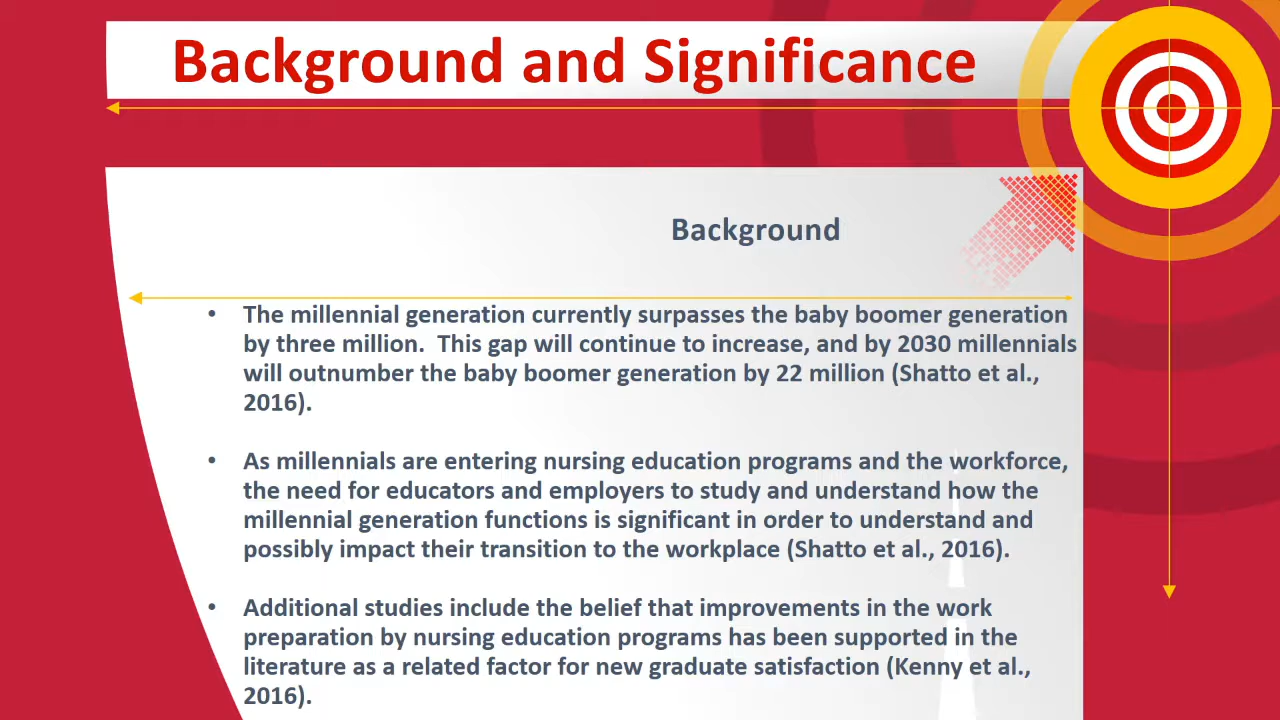 Background and Significance
Background
• The millennial generation currently surpasses the baby boomer generation
by three million.  This gap will continue to increase, and by 2030 millennials
will outnumber the baby boomer generation by 22 million (Shatto et al.,
2016).
• As millennials are entering nursing education programs and the workforce,
the need for educators and employers to study and understand how the
millennial generation functions is significant in order to understand and
possibly impact their transition to the workplace (Shatto et al., 2016).
• Additional studies include the belief that improvements in the work
preparation by nursing education programs has been supported in the
literature as a related factor for new graduate satisfaction (Kenny et al.,
2016).